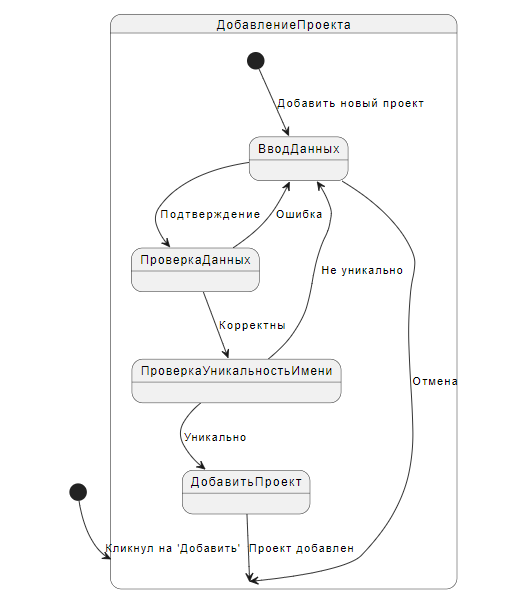 ДобавлениеПроекта
Добавить новый проект
ВводДанных
Подтверждение
Ошибка
ПроверкаДанных
Не уникально
Корректны
ПроверкаУникальностьИмени
Отмена
Уникально
ДобавитьПроект
Кликнул на 'Добавить'
Проект добавлен